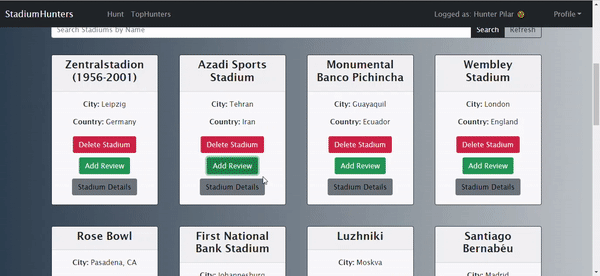 StadiumHunters Hunt TopHunters Logged as: Hunter Pilar Profile
Search Stadiums by Name Search Refresh
Zentralstadion
(1956-2001)
City: Leipzig
Country: Germany
Delete Stadium
Add Review
Stadium Details
Azadi Sports
Stadium
City: Tehran
Country: Iran
Delete Stadium
Add Review
Stadium Details
Monumental
Banco Pichincha
City: Guayaquil
Country: Ecuador
Delete Stadium
Add Review
Stadium Details
Wembley
Stadium
City: London
Country: England
Delete Stadium
Add Review
Stadium Details
Rose Bowl
City: Pasadena, CA
First National
Bank Stadium
City: Johannesburg
Luzhniki
City: Moskva
Santiago
Bernabéu
City: Madrid